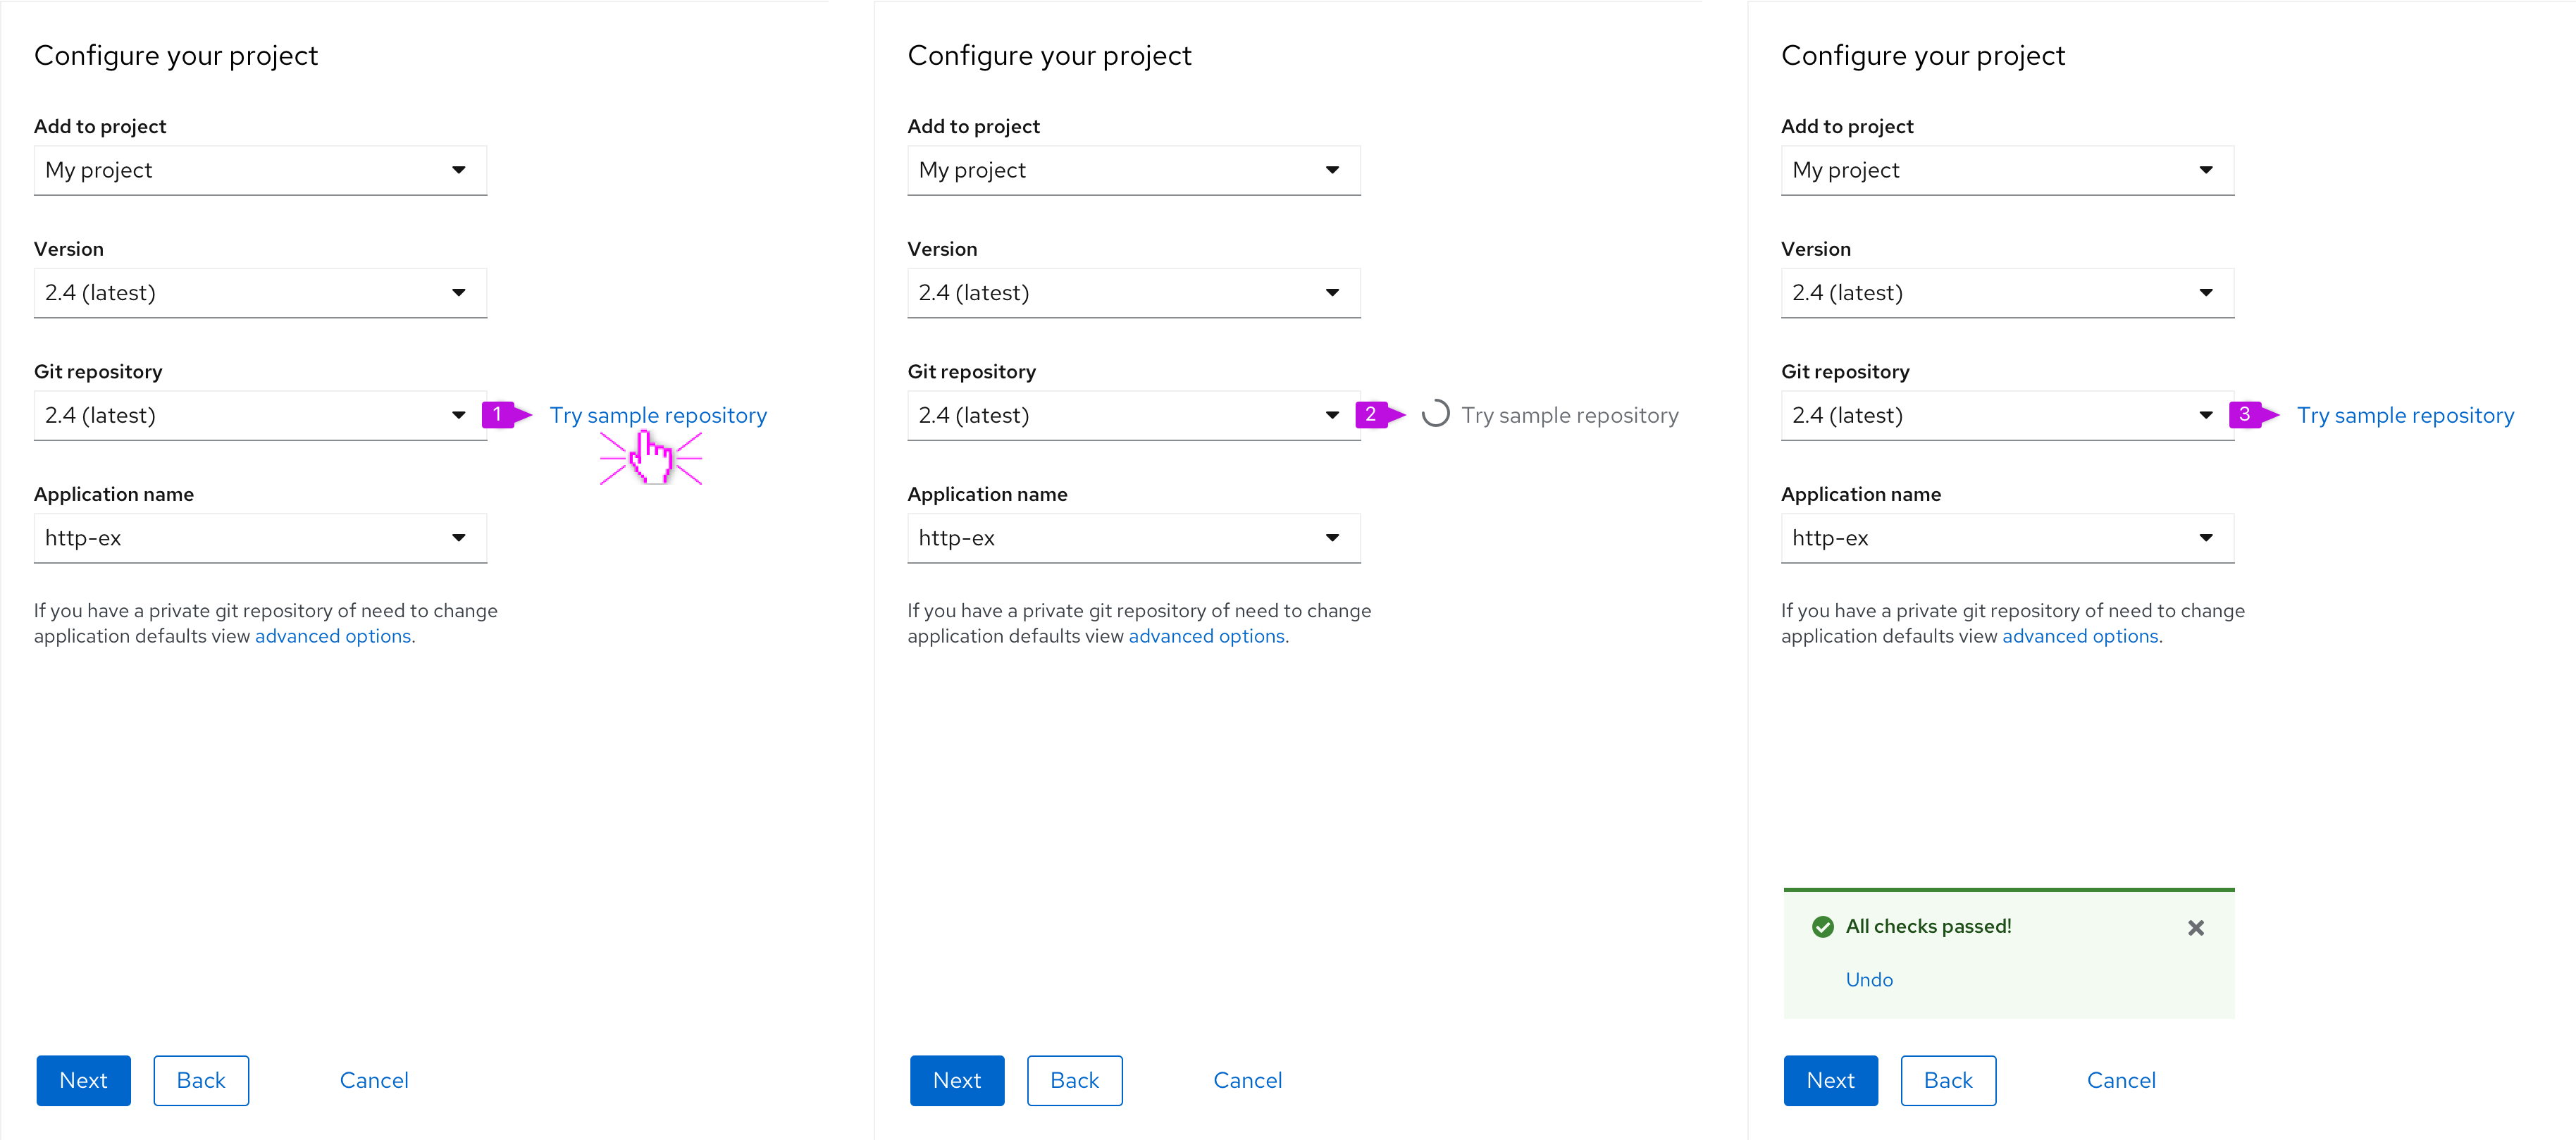 Configure your project
Add to project
My project
Version
2.4 (latest)
Git repository
2.4 (latest)
1
Try sample repository
Application name
http-ex
If you have a private git repository of need to change
application defaults view advanced options.
Next
Back
Cancel
Configure your project
Add to project
My project
Version
2.4 (latest)
Git repository
2.4 (latest)
2
Try sample repository
Application name
http-ex
If you have a private git repository of need to change
application defaults view advanced options.
Next
Back
Cancel
Configure your project
Add to project
My project
Version
2.4 (latest)
Git repository
2.4 (latest)
3
Try sample repository
Application name
http-ex
If you have a private git repository of need to change
application defaults view advanced options.
All checks passed!
Undo
Next
Back
Cancel